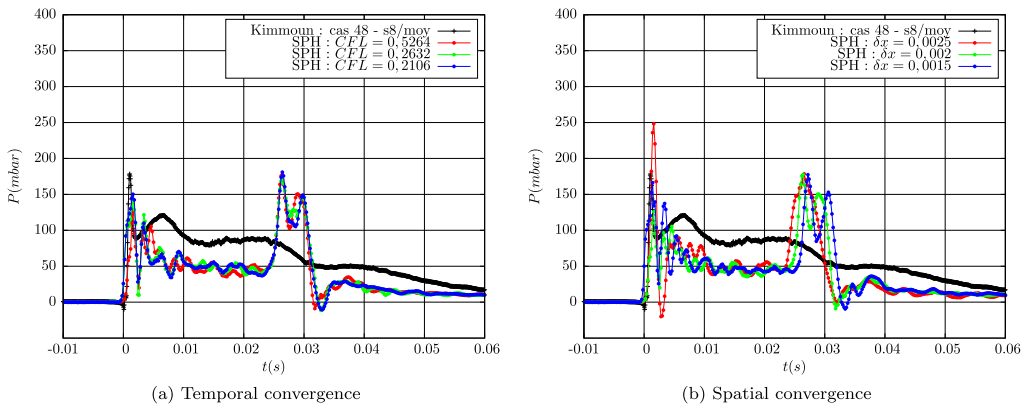 400
350
300
250
200
150
100
50
0
P(mbar)
Kimmoun : cas 48 - s8/moy
SPH : CFL = 0,5264
SPH : CFL = 0,2632
SPH : CFL = 0,2106
-0.01 0 0.01 0.02 0.03 0.04 0.05 0.06
t(s)
(a) Temporal convergence
400
350
300
250
200
150
100
50
0
P(mbar)
Kimmoun : cas 48 - s8/moy
SPH : δx = 0,0025
SPH : δx = 0,002
SPH : δx = 0,0015
-0.01 0 0.01 0.02 0.03 0.04 0.05 0.06
t(s)
(b) Spatial convergence